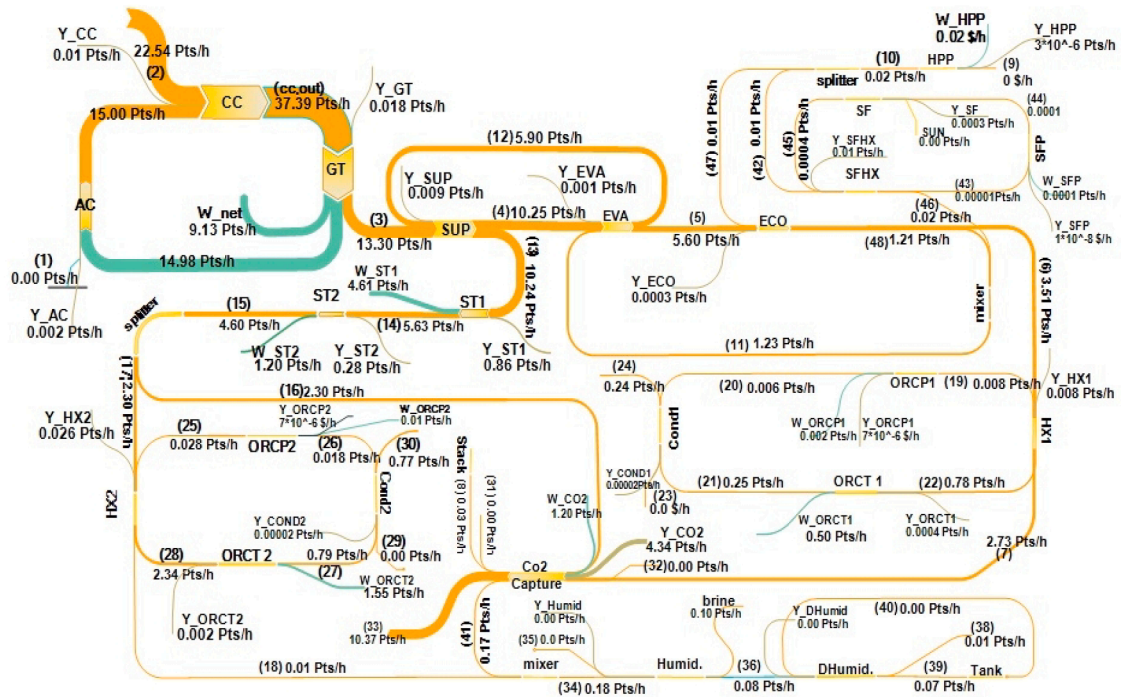 Y_CC
0.01 Pts/h
22.54 Pts/h
(2)
15.00 Pts/h
CC
(cc,out)
37.39 Pts/h
Y_GT
0.018 Pts/h
GT
AC
W_net
9.13 Pts/h
14.98 Pts/h
(1)
0.00 Pts/h
Y_AC
0.002 Pts/h
(3)
13.30 Pts/h
Y_SUP
0.009 Pts/h
SUP
(12) 5.90 Pts/h
(4) 10.25 Pts/h
Y_EVA
0.001 Pts/h
EVA
(5)
5.60 Pts/h
ECO
Y_ECO
0.0003 Pts/h
(47) 0.01 Pts/h
(42) 0.01 Pts/h
(45)
0.0004 Pts/h
splitter
(10)
0.02 Pts/h
HPP
W_HPP
0.02 $/h
Y_HPP
3*10^-6 Pts/h
(9)
0 $/h
SF
Y_SF
0.0003 Pts/h
SUN
0.00 Pts/h
(44)
0.0001
SFP
Y_SFHX
0.01 Pts/h
SFHX
(43)
0.00001 Pts/h
W_SFP
0.0001 Pts/h
Y_SFP
1*10^-8 $/h
(46)
0.02 Pts/h
(48) 1.21 Pts/h
mixer
(11) 1.23 Pts/h
(6) 3.51 Pts/h
(13) 10.24 Pts/h
W_ST1
4.61 Pts/h
ST1
Y_ST1
0.86 Pts/h
(14)
5.63 Pts/h
ST2
W_ST2
1.20 Pts/h
Y_ST2
0.28 Pts/h
(15)
4.60 Pts/h
splitter
(17) 2.30 Pts/h
(16) 2.30 Pts/h
Y_HX2
0.026 Pts/h
HX2
(25)
0.028 Pts/h
ORCP2
Y_ORCP2
7*10^-6 $/h
W_ORCP2
0.01 Pts/h
(26)
0.018 Pts/h
(30)
0.77 Pts/h
Cond2
Y_COND2
0.00002 Pts/h
(29)
0.00 Pts/h
(28)
2.34 Pts/h
ORCT 2
0.79 Pts/h
(27)
W_ORCT2
1.55 Pts/h
Y_ORCT2
0.002 Pts/h
(24)
0.24 Pts/h
(20) 0.006 Pts/h
ORCP1
(19) 0.008 Pts/h
W_ORCP1
0.002 Pts/h
Y_ORCP1
7*10^-6 $/h
Y_HX1
0.008 Pts/h
HX1
Cond1
Y_COND1
0.00002 Pts/h
(23)
0.0 $/h
(21) 0.25 Pts/h
ORCT 1
(22) 0.78 Pts/h
W_ORCT1
0.50 Pts/h
Y_ORCT1
0.0004 Pts/h
2.73 Pts/h
(7)
Stack (8) 0.03 Pts/h
(31) 0.00 Pts/h
W_CO2
1.20 Pts/h
Y_CO2
4.34 Pts/h
(32) 0.00 Pts/h
Co2
Capture
(33)
10.37 Pts/h
(41)
0.17 Pts/h
(18) 0.01 Pts/h
mixer
(35) 0.0 Pts/h
Y_Humid
0.00 Pts/h
(34) 0.18 Pts/h
Humid.
brine
0.10 Pts/h
(36)
0.08 Pts/h
Y_DHumid
0.00 Pts/h
DHumid.
(40) 0.00 Pts/h
(38)
0.01 Pts/h
(39)
0.07 Pts/h
Tank